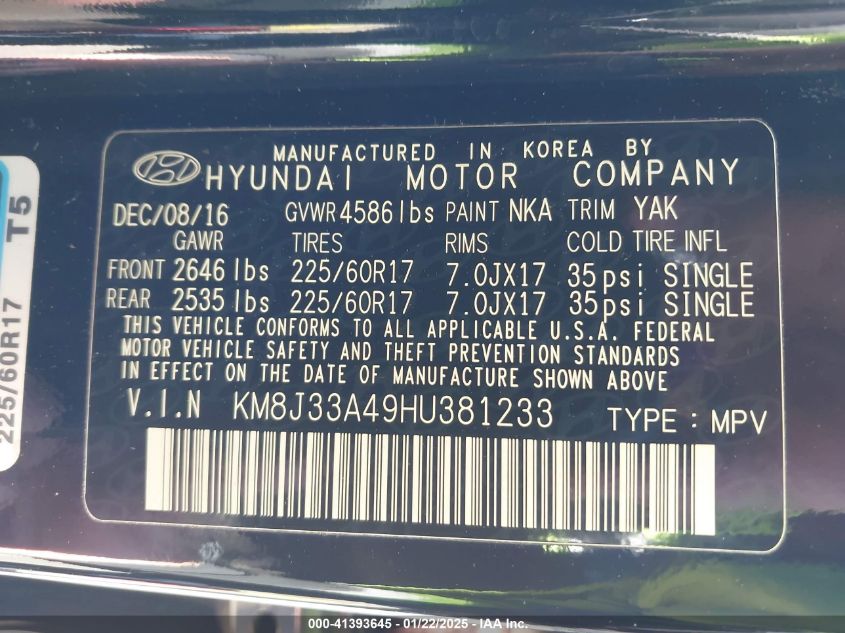 MANUFACTURED IN KOREA BY
HYUNDAI MOTOR COMPANY
DEC/08/16 GVWR 4586 lbs PAINT NKA TRIM YAK
GAWR TIRES RIMS COLD TIRE INFL
FRONT 2646 lbs 225/60R17 7.0JX17 35psi SINGLE
REAR 2535 lbs 225/60R17 7.0JX17 35psi SINGLE
THIS VEHICLE CONFORMS TO ALL APPLICABLE U.S.A. FEDERAL
MOTOR VEHICLE SAFETY AND THEFT PREVENTION STANDARDS
IN EFFECT ON THE DATE OF MANUFACTURE SHOWN ABOVE
V.I.N KM8J33A49HU381233 TYPE : MPV
225/60R17 T5
000-41393645 - 01/22/2025 - IAA Inc.